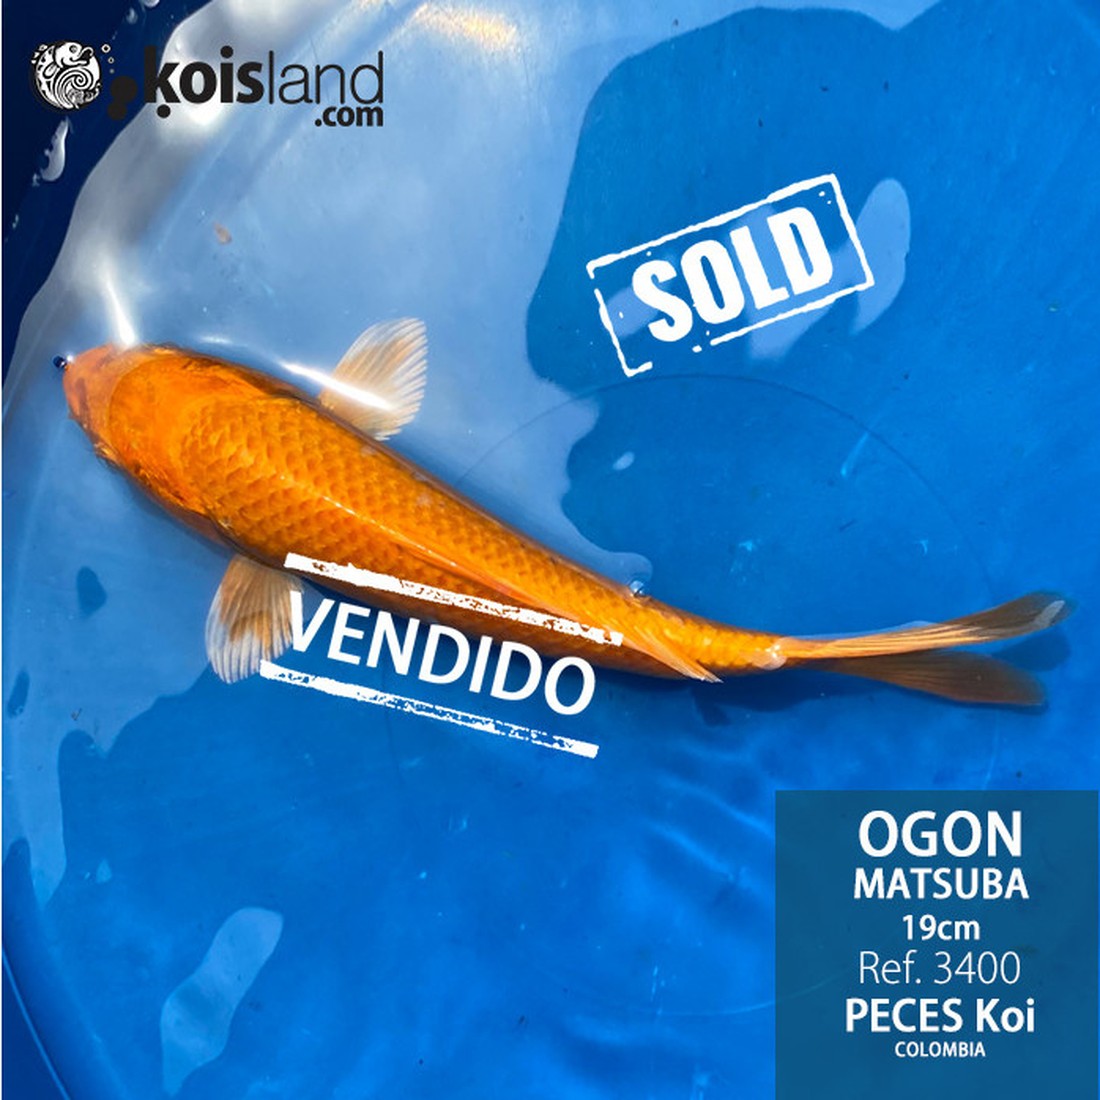 koisland
.com
SOLD
VENDIDO
OGON
MATSUBA
19cm
Ref. 3400
PECES Koi
COLOMBIA